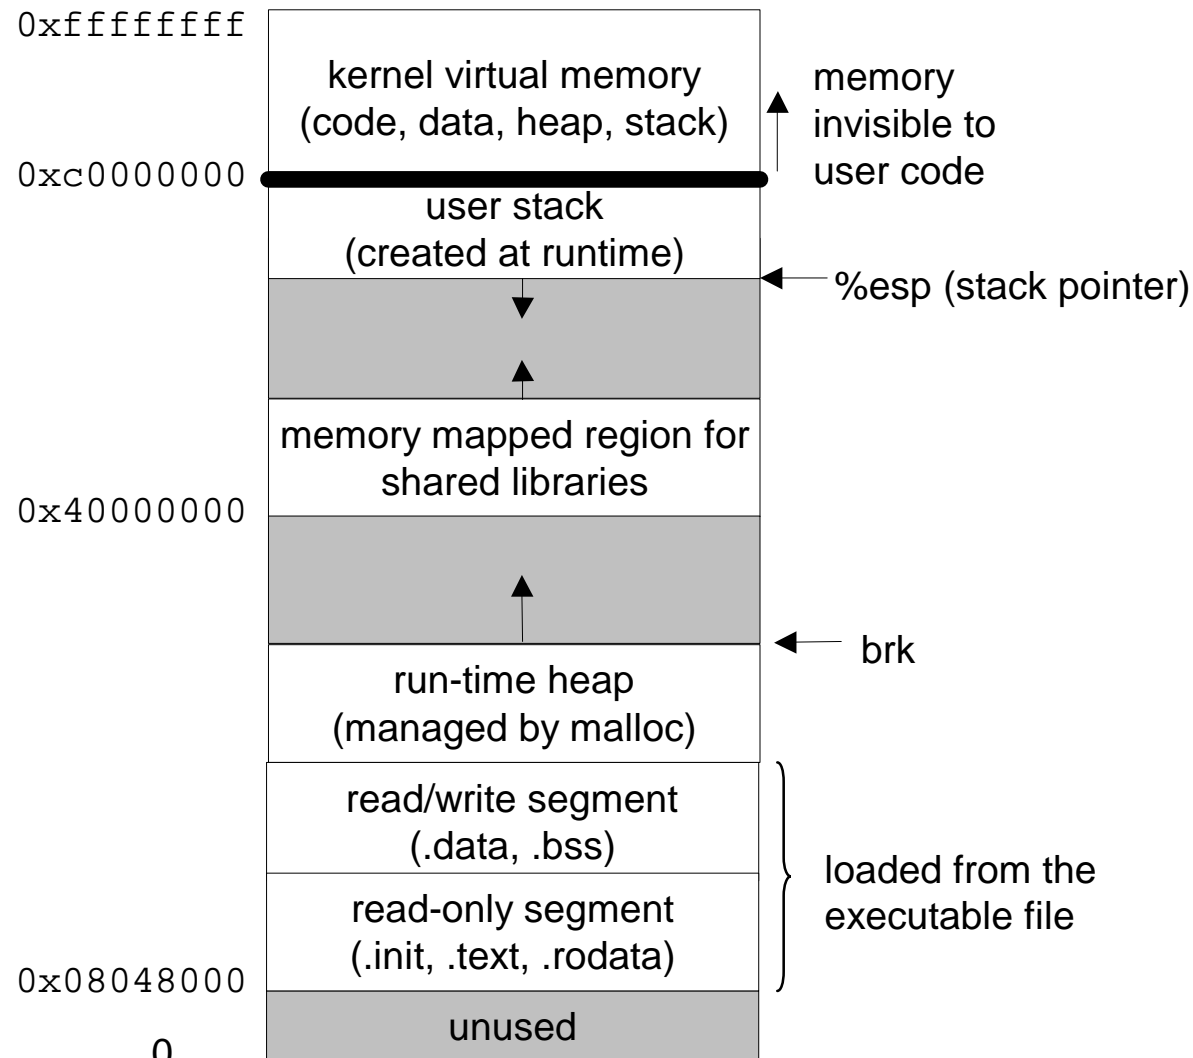 0xffffffff
kernel virtual memory
(code, data, heap, stack)
memory
invisible to
user code
0xc0000000
user stack
(created at runtime)
%esp (stack pointer)
memory mapped region for
shared libraries
0x40000000
brk
run-time heap
(managed by malloc)
read/write segment
(.data, .bss)
loaded from the
executable file
read-only segment
(.init, .text, .rodata)
0x08048000
unused
0